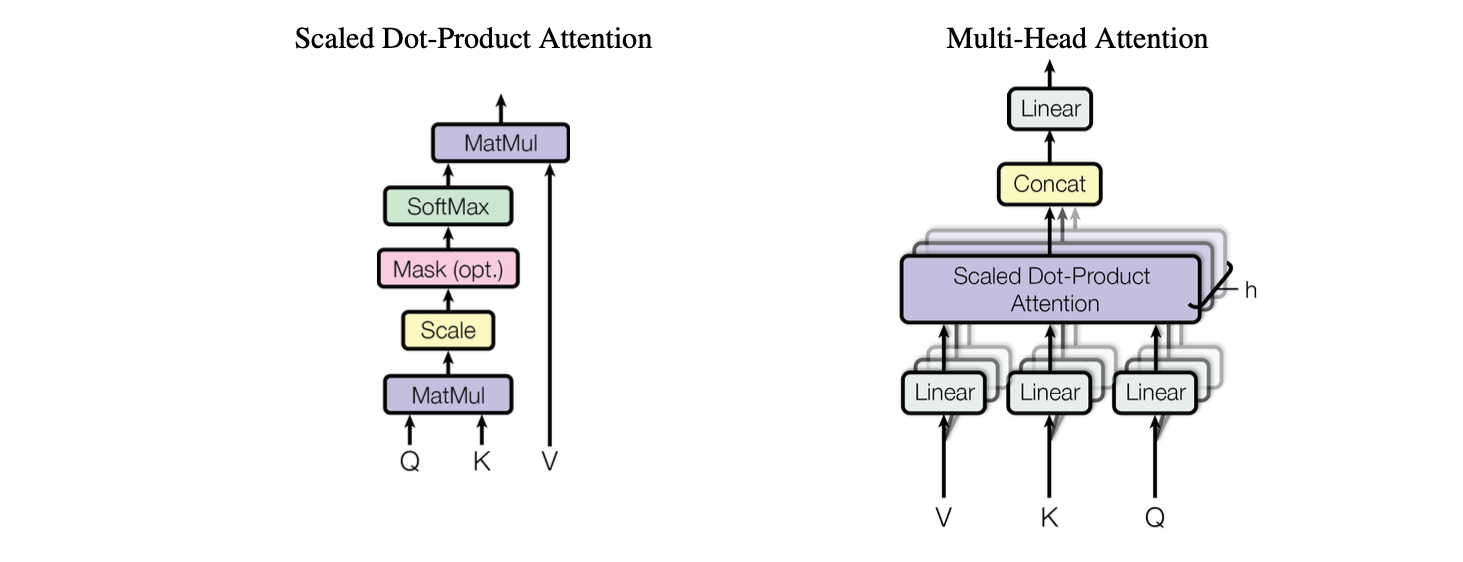 Scaled Dot-Product Attention
MatMul
SoftMax
Mask (opt.)
Scale
MatMul
Q K V
Multi-Head Attention
Linear
Concat
Scaled Dot-Product
Attention
h
Linear Linear Linear
V K Q